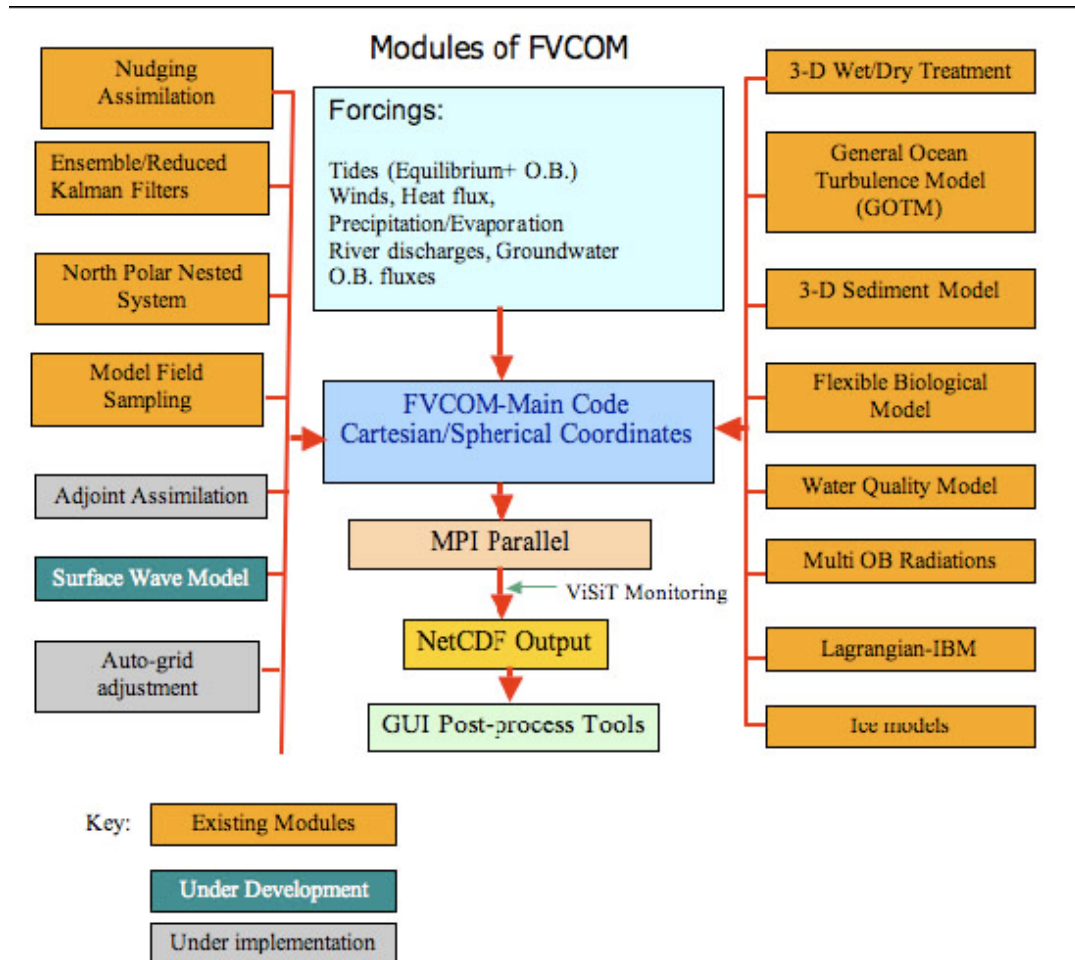 Modules of FVCOM
Nudging
Assimilation
Ensemble/Reduced
Kalman Filters
North Polar Nested
System
Model Field
Sampling
Adjoint Assimilation
Surface Wave Model
Auto-grid
adjustment
Forcings:
Tides (Equilibrium+ O.B.)
Winds, Heat flux,
Precipitation/Evaporation
River discharges, Groundwater
O.B. fluxes
FVCOM-Main Code
Cartesian/Spherical Coordinates
MPI Parallel
ViSiT Monitoring
NetCDF Output
GUI Post-process Tools
3-D Wet/Dry Treatment
General Ocean
Turbulence Model
(GOTM)
3-D Sediment Model
Flexible Biological
Model
Water Quality Model
Multi OB Radiations
Lagrangian-IBM
Ice models
Key:
Existing Modules
Under Development
Under implementation